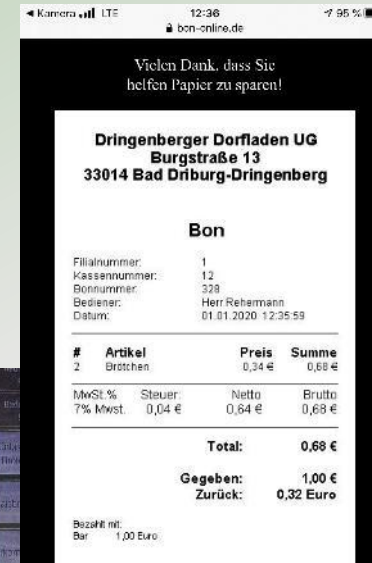 ◀ Kamera LTE 12:36 95 %
bon-online.de
Vielen Dank, dass Sie
helfen Papier zu sparen!
Dringenberger Dorfladen UG
Burgstraße 13
33014 Bad Driburg-Dringenberg
Bon
Filialnummer: 1
Kassennummer: 12
Bonnummer: 328
Bediener: Herr Rehermann
Datum: 01.01.2020 12:35:59
# Artikel Preis Summe
2 Brötchen 0,34 € 0,68 €
MwSt.% Steuer: Netto Brutto
7% Mwst. 0,04 € 0,64 € 0,68 €
Total: 0,68 €
Gegeben: 1,00 €
Zurück: 0,32 Euro
Bezahlt mit:
Bar 1,00 Euro